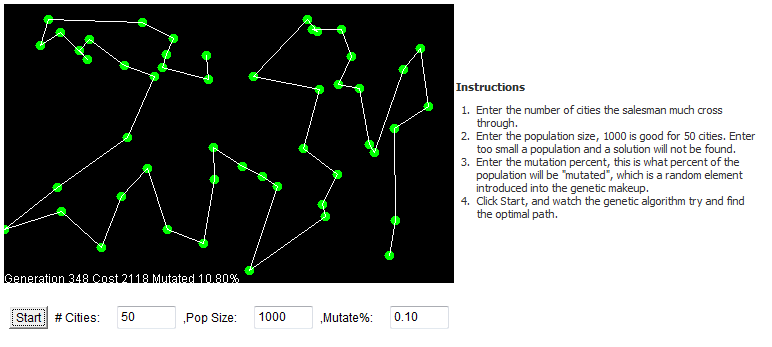 Instructions
1. Enter the number of cities the salesman much cross
through.
2. Enter the population size, 1000 is good for 50 cities. Enter
too small a population and a solution will not be found.
3. Enter the mutation percent, this is what percent of the
population will be "mutated", which is a random element
introduced into the genetic makeup.
4. Click Start, and watch the genetic algorithm try and find
the optimal path.
Generation 348 Cost 2118 Mutated 10.80%
Start # Cities: 50 ,Pop Size: 1000 ,Mutate%: 0.10